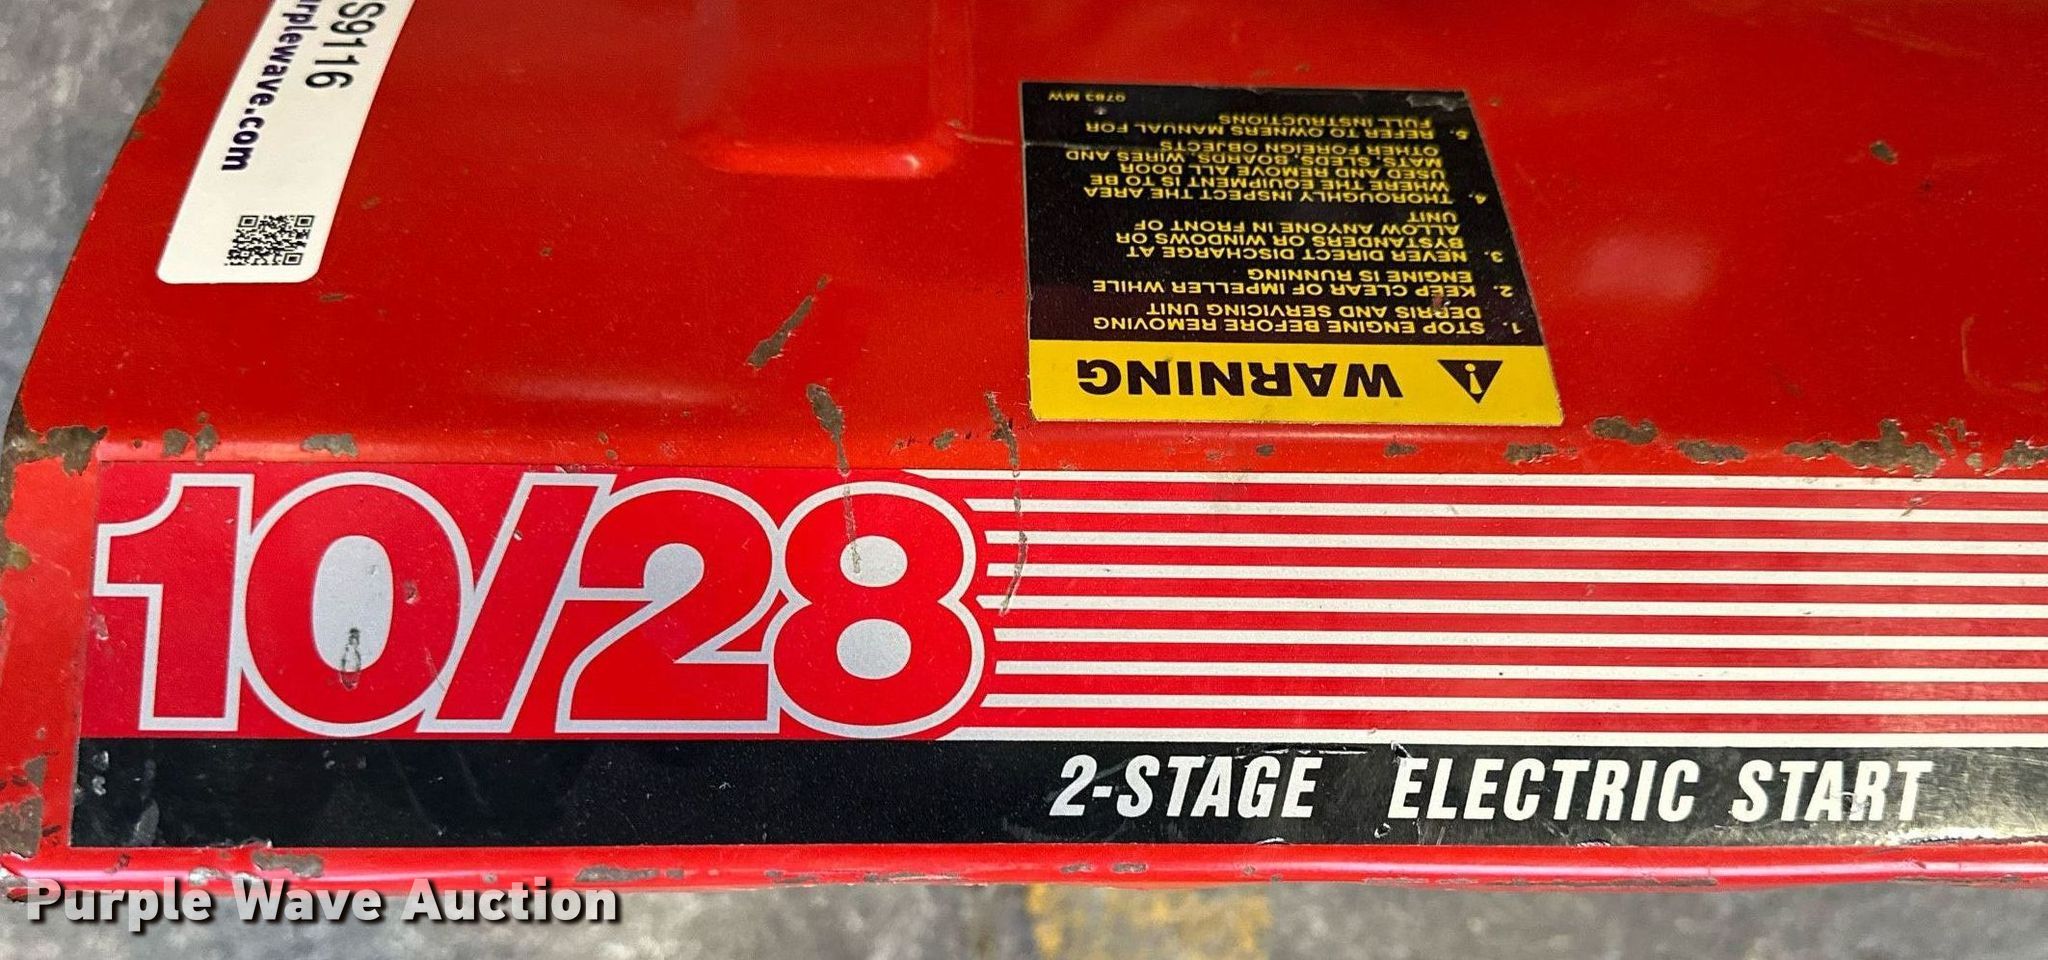 S9116
rplewave.com
⚠ WARNING
1. STOP ENGINE BEFORE REMOVING
DEBRIS AND SERVICING UNIT
2. KEEP CLEAR OF IMPELLER WHILE
ENGINE IS RUNNING
3. NEVER DIRECT DISCHARGE AT
BYSTANDERS OR WINDOWS OR
ALLOW ANYONE IN FRONT OF
UNIT
4. THOROUGHLY INSPECT THE AREA
WHERE THE EQUIPMENT IS TO BE
USED AND REMOVE ALL DOOR
MATS, SLEDS, BOARDS, WIRES AND
OTHER FOREIGN OBJECTS
5. REFER TO OWNERS MANUAL FOR
FULL INSTRUCTIONS
0783 MW
10/28
2-STAGE ELECTRIC START
Purple Wave Auction